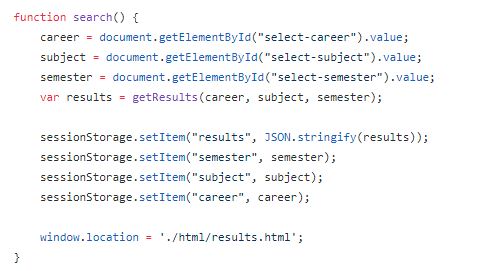 function search() {
    career = document.getElementById("select-career").value;
    subject = document.getElementById("select-subject").value;
    semester = document.getElementById("select-semester").value;
    var results = getResults(career, subject, semester);

    sessionStorage.setItem("results", JSON.stringify(results));
    sessionStorage.setItem("semester", semester);
    sessionStorage.setItem("subject", subject);
    sessionStorage.setItem("career", career);

    window.location = './html/results.html';
}